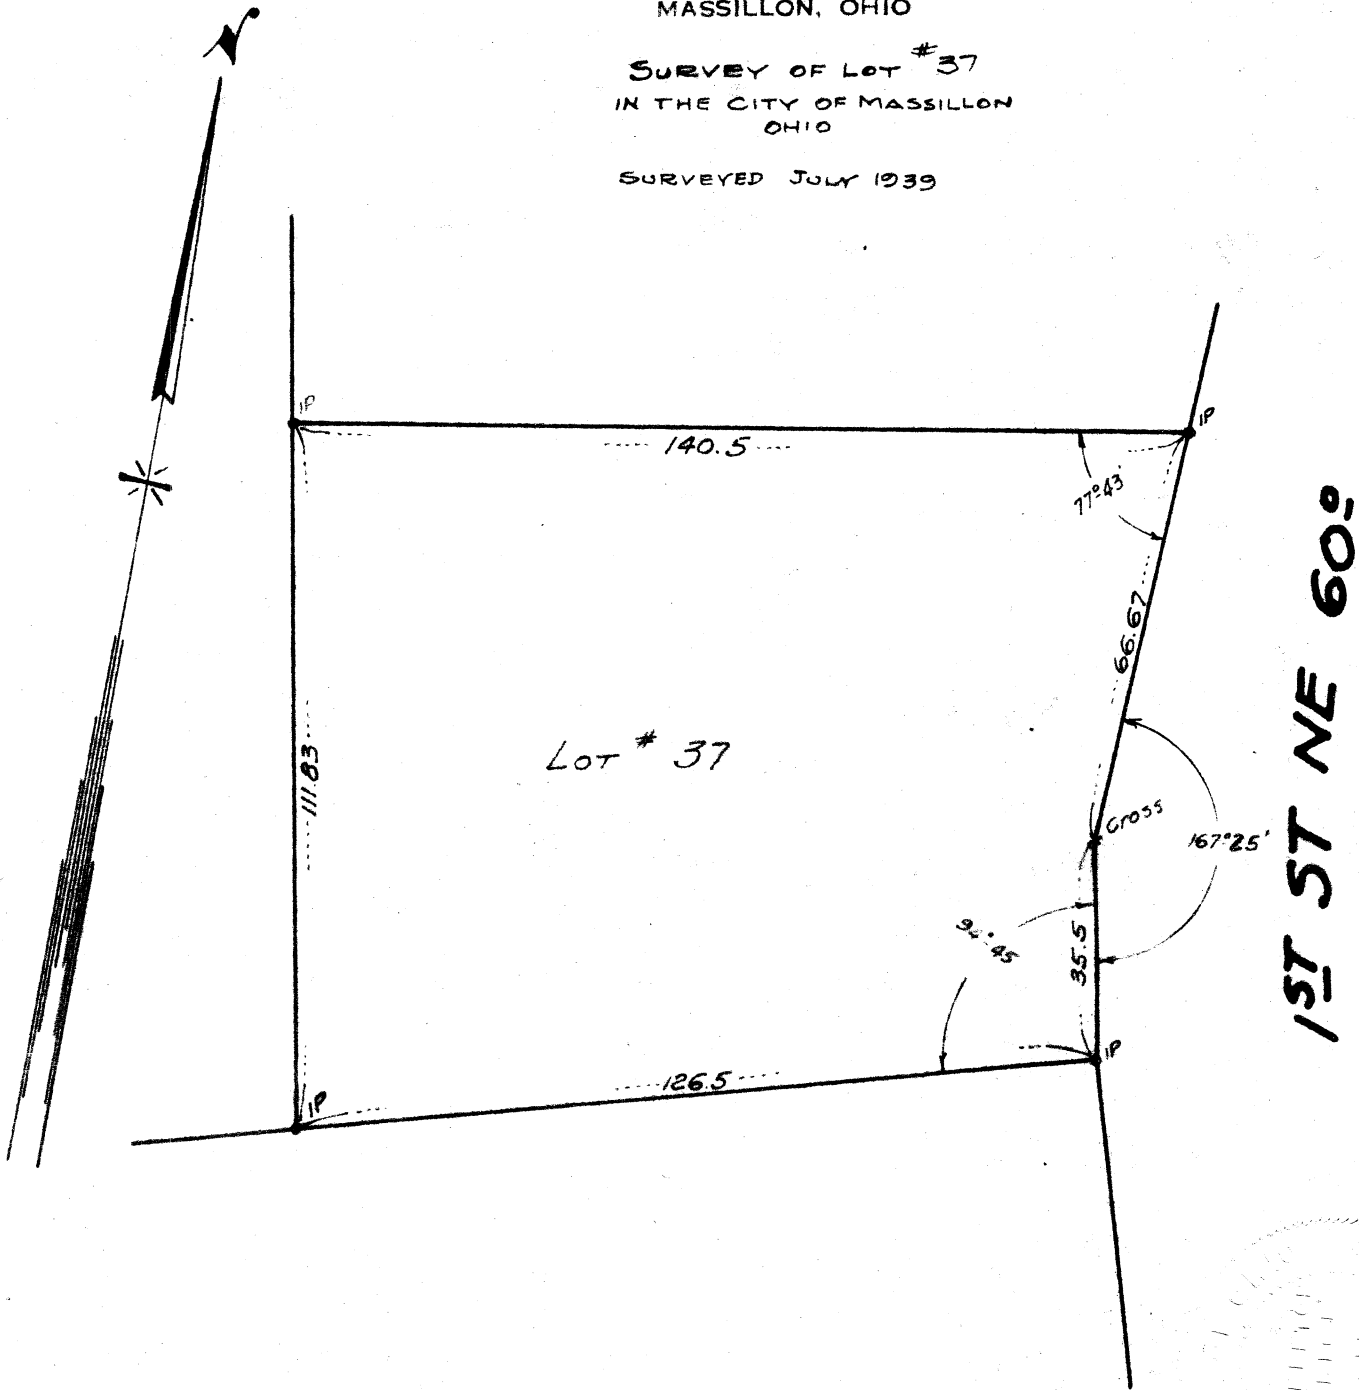 MASSILLON, OHIO
SURVEY OF LOT #37
IN THE CITY OF MASSILLON
OHIO
SURVEYED JULY 1939
N
IP
140.5
IP
77°43'
66.67
1ST ST NE 60°
111.83
LOT # 37
Cross
167°25'
94°45
35.5
IP
126.5
IP